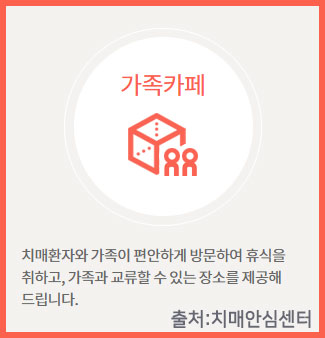 가족카페
치매환자와 가족이 편안하게 방문하여 휴식을
취하고, 가족과 교류할 수 있는 장소를 제공해
드립니다.
출처:치매안심센터